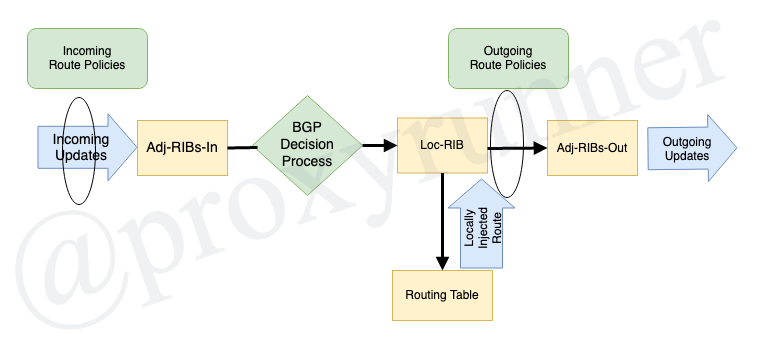 Incoming
Route Policies
Outgoing
Route Policies
Incoming
Updates
Adj-RIBs-In
BGP
Decision
Process
Loc-RIB
Adj-RIBs-Out
Outgoing
Updates
Locally
Injected
Route
Routing Table
@proxyrunner